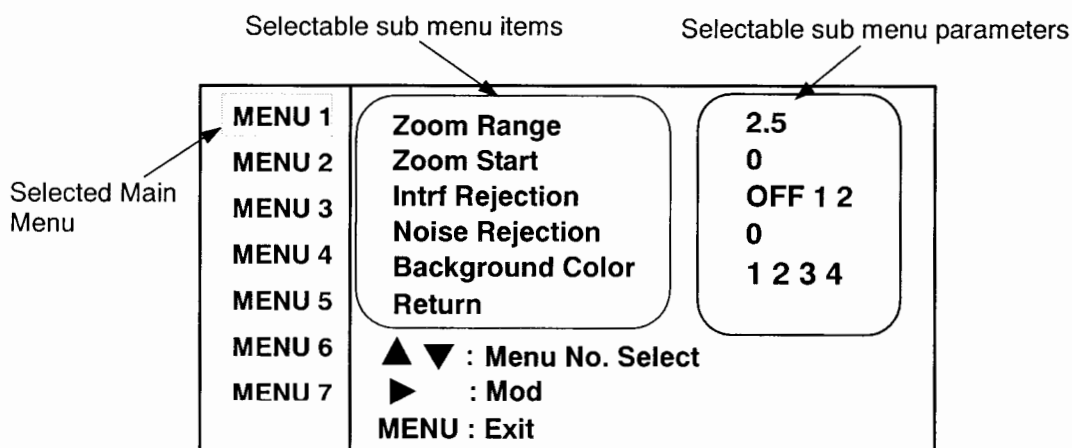 Selectable sub menu items
Selectable sub menu parameters
Selected Main
Menu
MENU 1
MENU 2
MENU 3
MENU 4
MENU 5
MENU 6
MENU 7
Zoom Range 2.5
Zoom Start 0
Intrf Rejection OFF 1 2
Noise Rejection 0
Background Color 1 2 3 4
Return
▲ ▼ : Menu No. Select
▶ : Mod
MENU : Exit